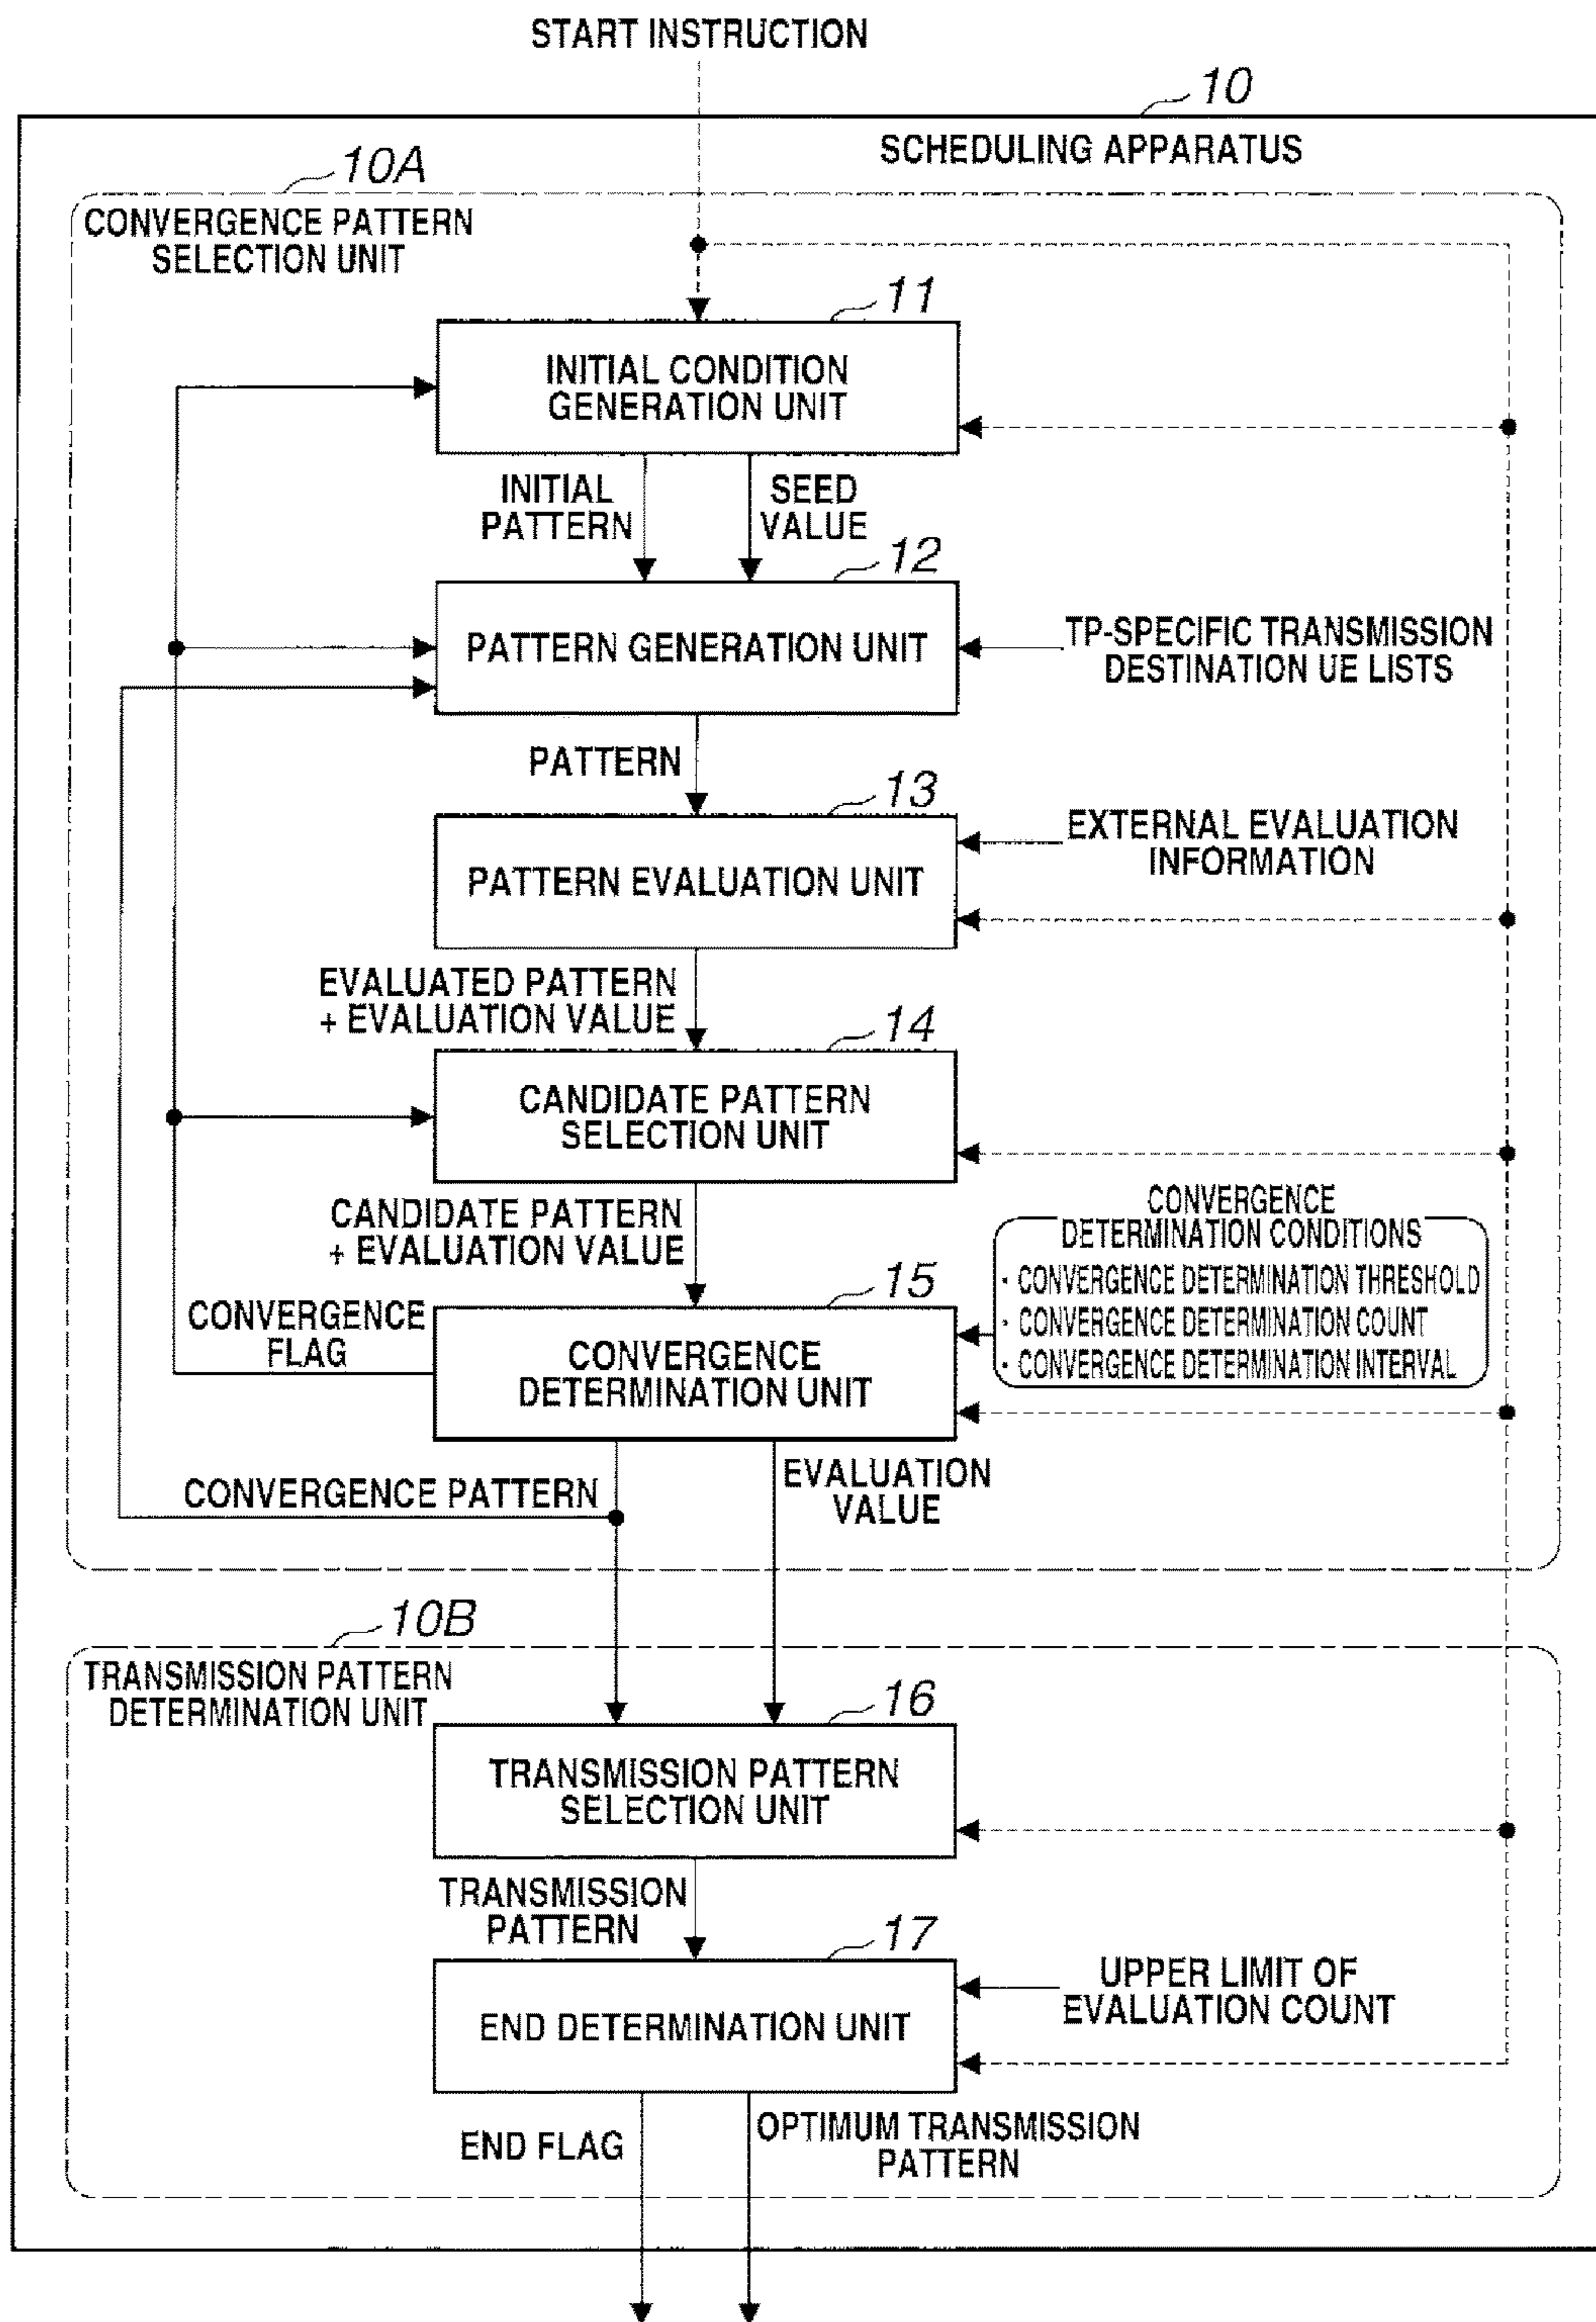 START INSTRUCTION
10
SCHEDULING APPARATUS
10A
CONVERGENCE PATTERN
SELECTION UNIT
11
INITIAL CONDITION
GENERATION UNIT
INITIAL
PATTERN
SEED
VALUE
12
PATTERN GENERATION UNIT
TP-SPECIFIC TRANSMISSION
DESTINATION UE LISTS
PATTERN
13
PATTERN EVALUATION UNIT
EXTERNAL EVALUATION
INFORMATION
EVALUATED PATTERN
+ EVALUATION VALUE
14
CANDIDATE PATTERN
SELECTION UNIT
CANDIDATE PATTERN
+ EVALUATION VALUE
CONVERGENCE
DETERMINATION CONDITIONS
· CONVERGENCE DETERMINATION THRESHOLD
· CONVERGENCE DETERMINATION COUNT
· CONVERGENCE DETERMINATION INTERVAL
15
CONVERGENCE
FLAG
CONVERGENCE
DETERMINATION UNIT
CONVERGENCE PATTERN
EVALUATION
VALUE
10B
TRANSMISSION PATTERN
DETERMINATION UNIT
16
TRANSMISSION PATTERN
SELECTION UNIT
TRANSMISSION
PATTERN
17
END DETERMINATION UNIT
UPPER LIMIT OF
EVALUATION COUNT
END FLAG
OPTIMUM TRANSMISSION
PATTERN